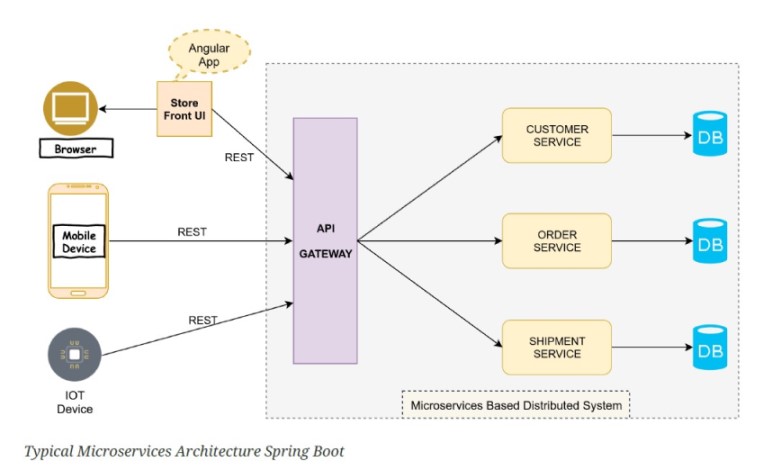 Angular
App
Store
Front UI
Browser
REST
Mobile
Device
REST
IOT
Device
REST
API
GATEWAY
CUSTOMER
SERVICE
DB
ORDER
SERVICE
DB
SHIPMENT
SERVICE
DB
Microservices Based Distributed System
Typical Microservices Architecture Spring Boot